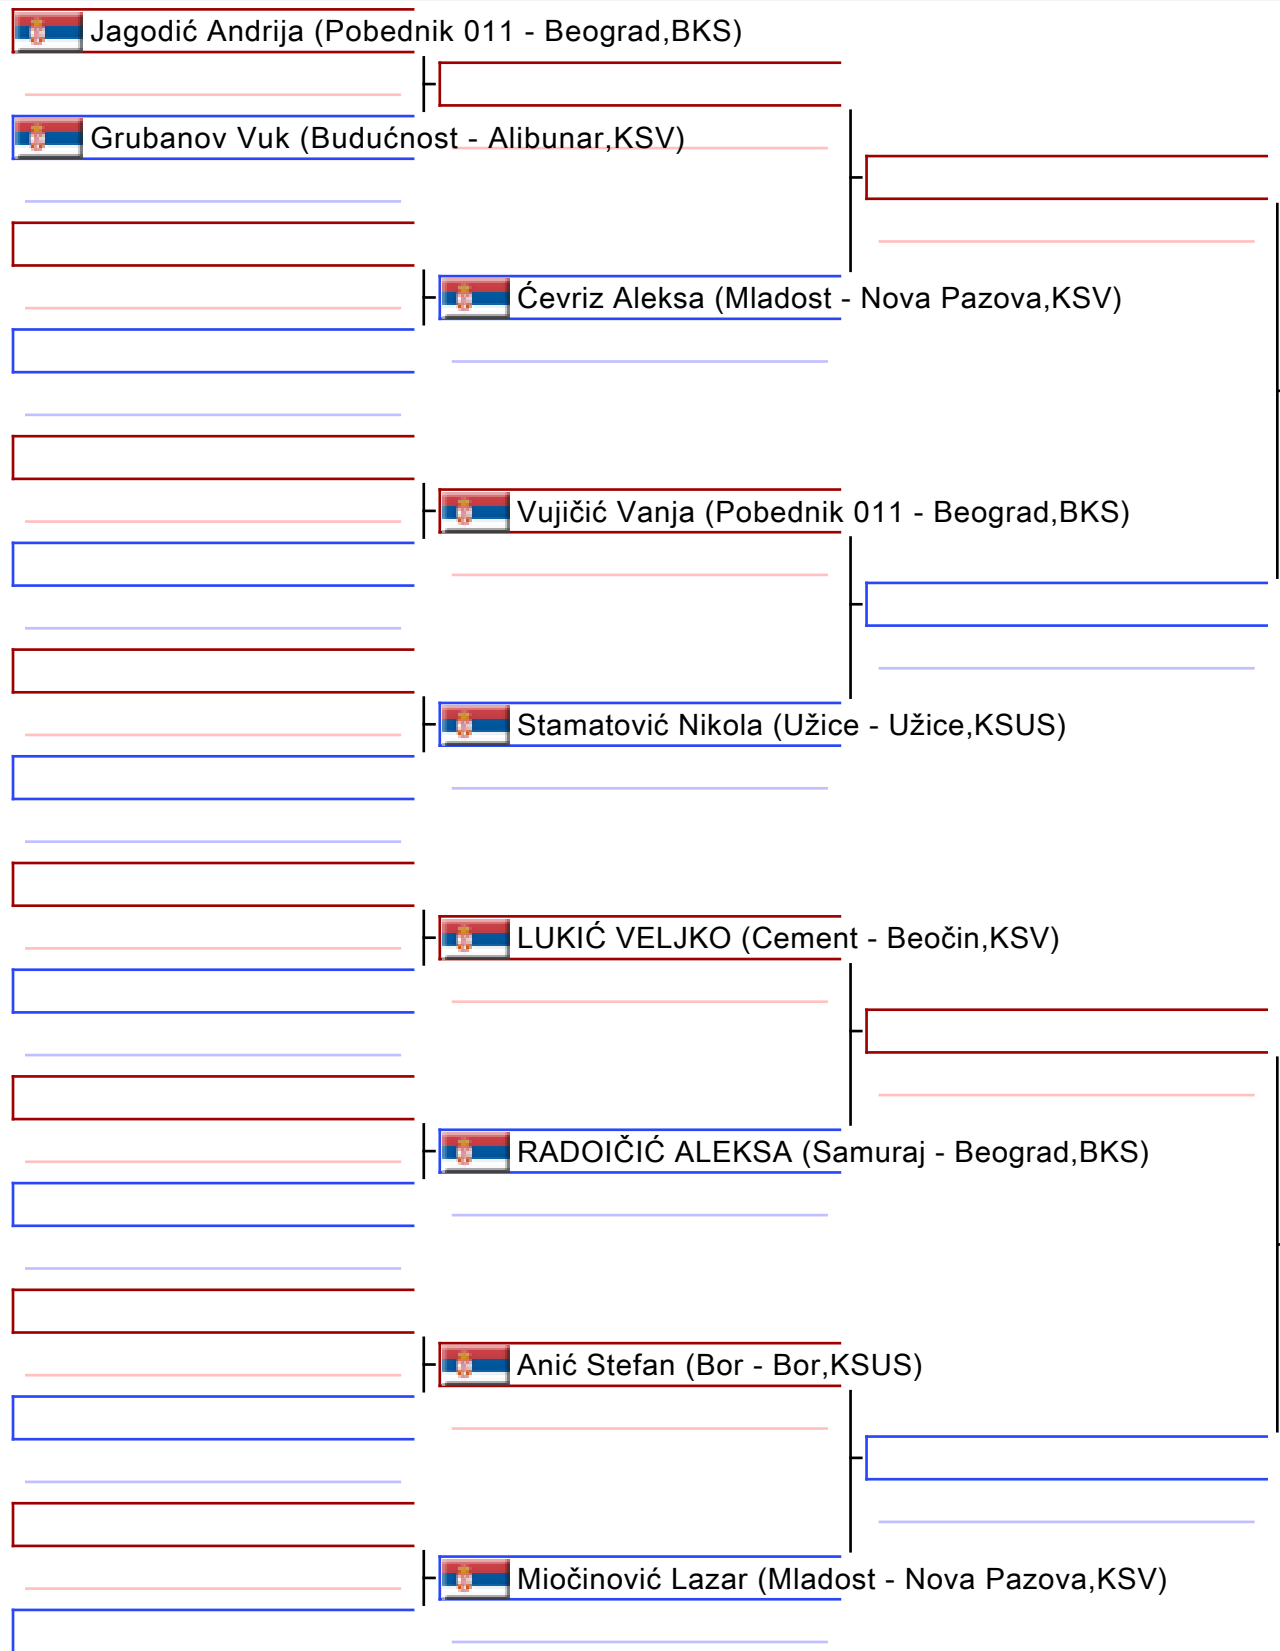 Jagodić Andrija (Pobednik 011 - Beograd,BKS)
Grubanov Vuk (Budućnost - Alibunar,KSV)
Ćevriz Aleksa (Mladost - Nova Pazova,KSV)
Vujičić Vanja (Pobednik 011 - Beograd,BKS)
Stamatović Nikola (Užice - Užice,KSUS)
LUKIĆ VELJKO (Cement - Beočin,KSV)
RADOIČIĆ ALEKSA (Samuraj - Beograd,BKS)
Anić Stefan (Bor - Bor,KSUS)
Miočinović Lazar (Mladost - Nova Pazova,KSV)